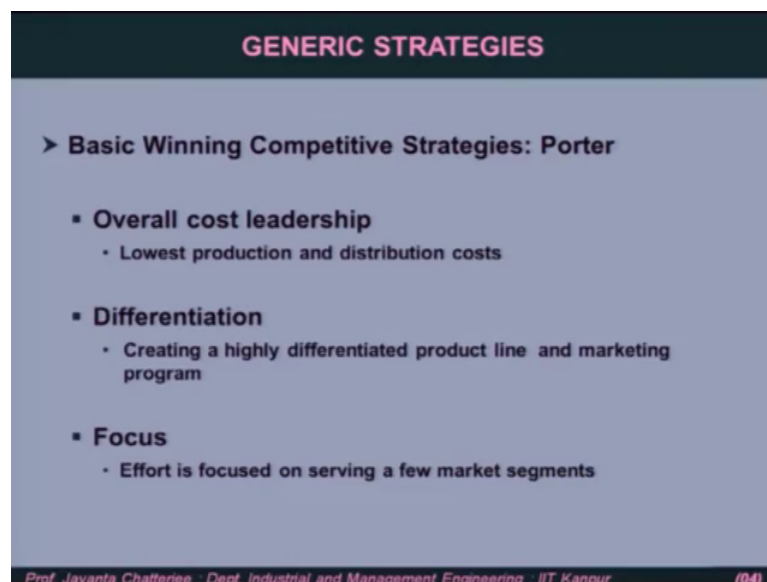 GENERIC STRATEGIES
➤ Basic Winning Competitive Strategies: Porter
▪ Overall cost leadership
• Lowest production and distribution costs
▪ Differentiation
• Creating a highly differentiated product line and marketing
program
▪ Focus
• Effort is focused on serving a few market segments
Prof. Jayanta Chatterjee : Dept. Industrial and Management Engineering : IIT Kanpur (04)